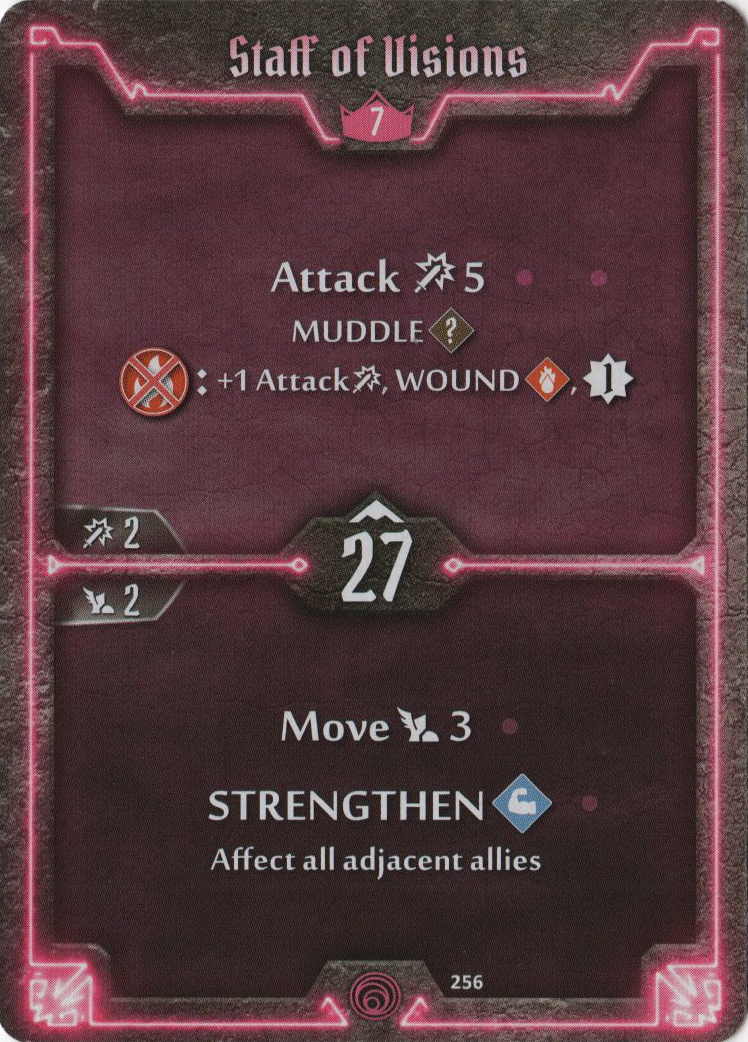 Staff of Visions
7
Attack 5
MUDDLE ?
: +1 Attack, WOUND, 1
2
27
2
Move 3
STRENGTHEN
Affect all adjacent allies
256